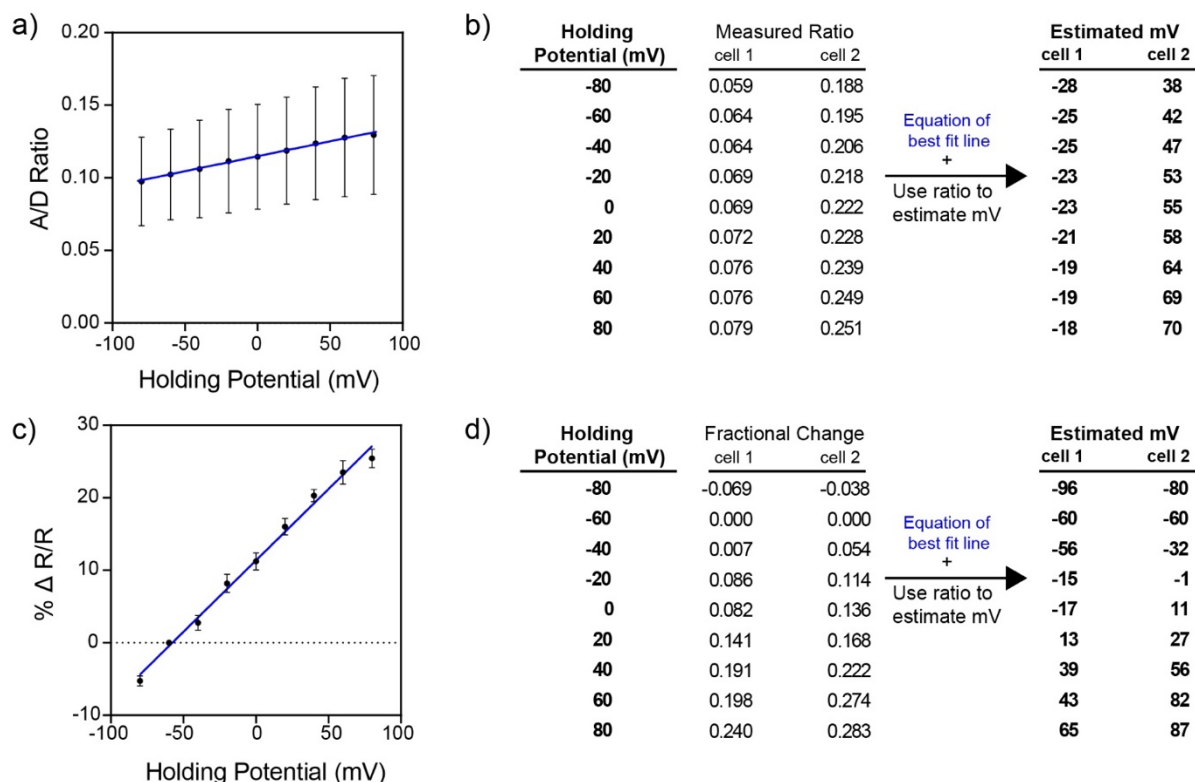 a)
0.20
0.15
0.10
0.05
0.00
A/D Ratio
-100 -50 0 50 100
Holding Potential (mV)
b)
Holding Measured Ratio Estimated mV
Potential (mV) cell 1 cell 2 cell 1 cell 2
-80 0.059 0.188 -28 38
-60 0.064 0.195 -25 42
-40 0.064 0.206 -25 47
-20 0.069 0.218 -23 53
0 0.069 0.222 -23 55
20 0.072 0.228 -21 58
40 0.076 0.239 -19 64
60 0.076 0.249 -19 69
80 0.079 0.251 -18 70
Equation of
best fit line
+
Use ratio to
estimate mV
c)
30
20
10
0
-10
% Δ R/R
-100 -50 0 50 100
Holding Potential (mV)
d)
Holding Fractional Change Estimated mV
Potential (mV) cell 1 cell 2 cell 1 cell 2
-80 -0.069 -0.038 -96 -80
-60 0.000 0.000 -60 -60
-40 0.007 0.054 -56 -32
-20 0.086 0.114 -15 -1
0 0.082 0.136 -17 11
20 0.141 0.168 13 27
40 0.191 0.222 39 56
60 0.198 0.274 43 82
80 0.240 0.283 65 87
Equation of
best fit line
+
Use ratio to
estimate mV